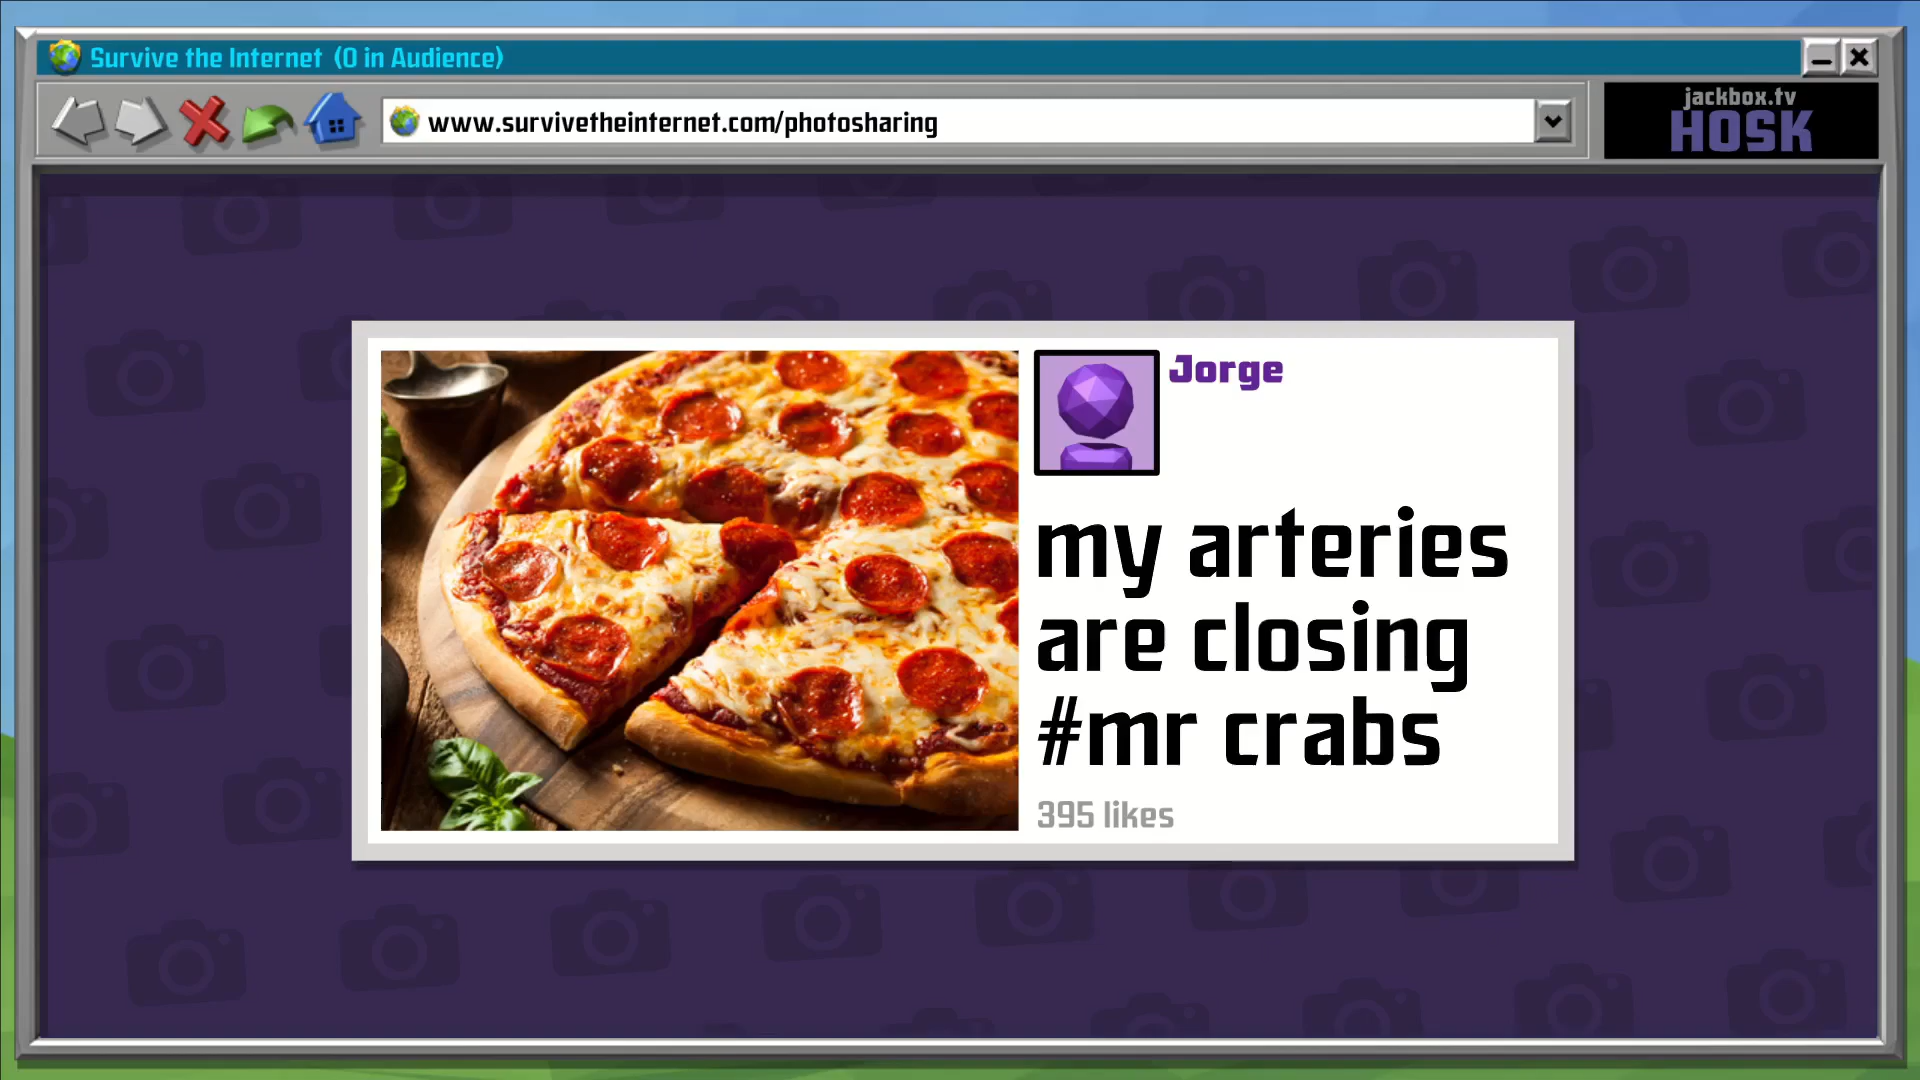 Survive the Internet (0 in Audience)
www.survivetheinternet.com/photosharing
jackbox.tv
HOSK
Jorge
my arteries
are closing
#mr crabs
395 likes